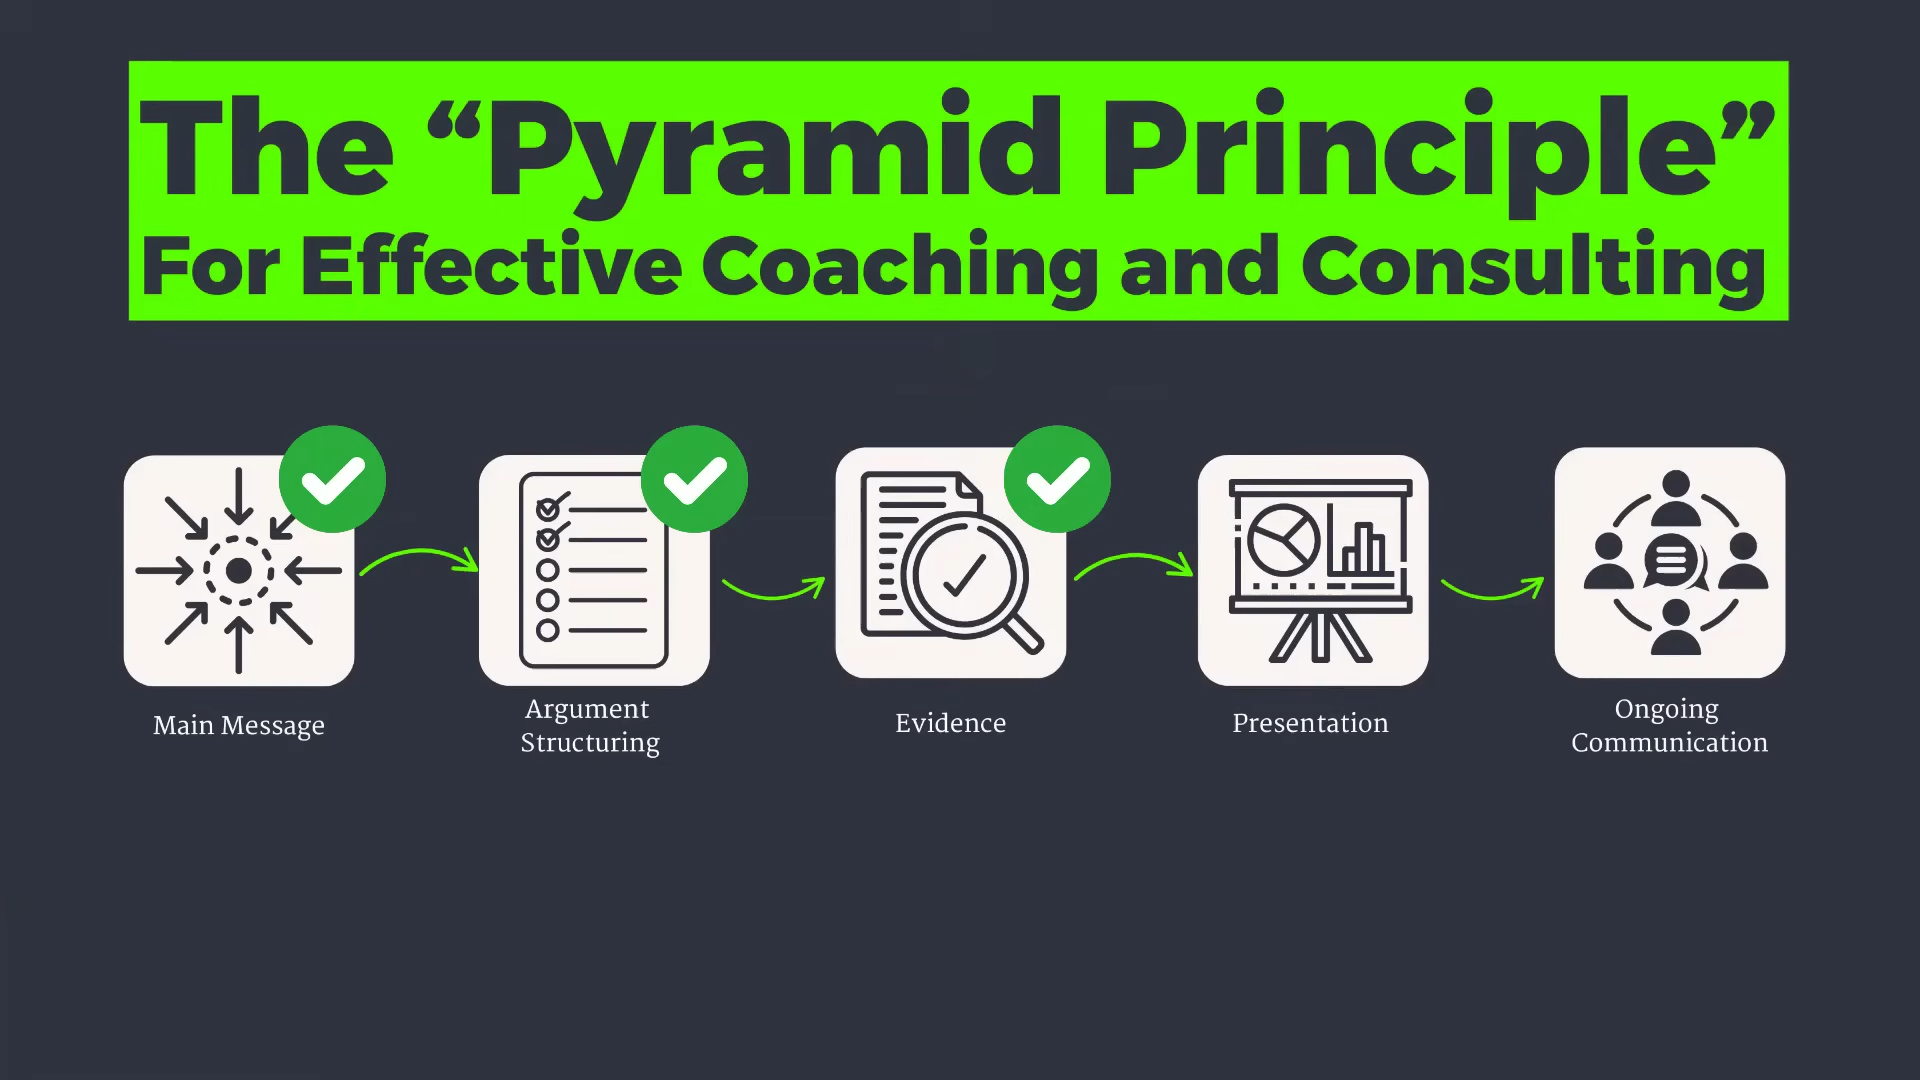 The “Pyramid Principle”
For Effective Coaching and Consulting
Main Message
Argument
Structuring
Evidence
Presentation
Ongoing
Communication